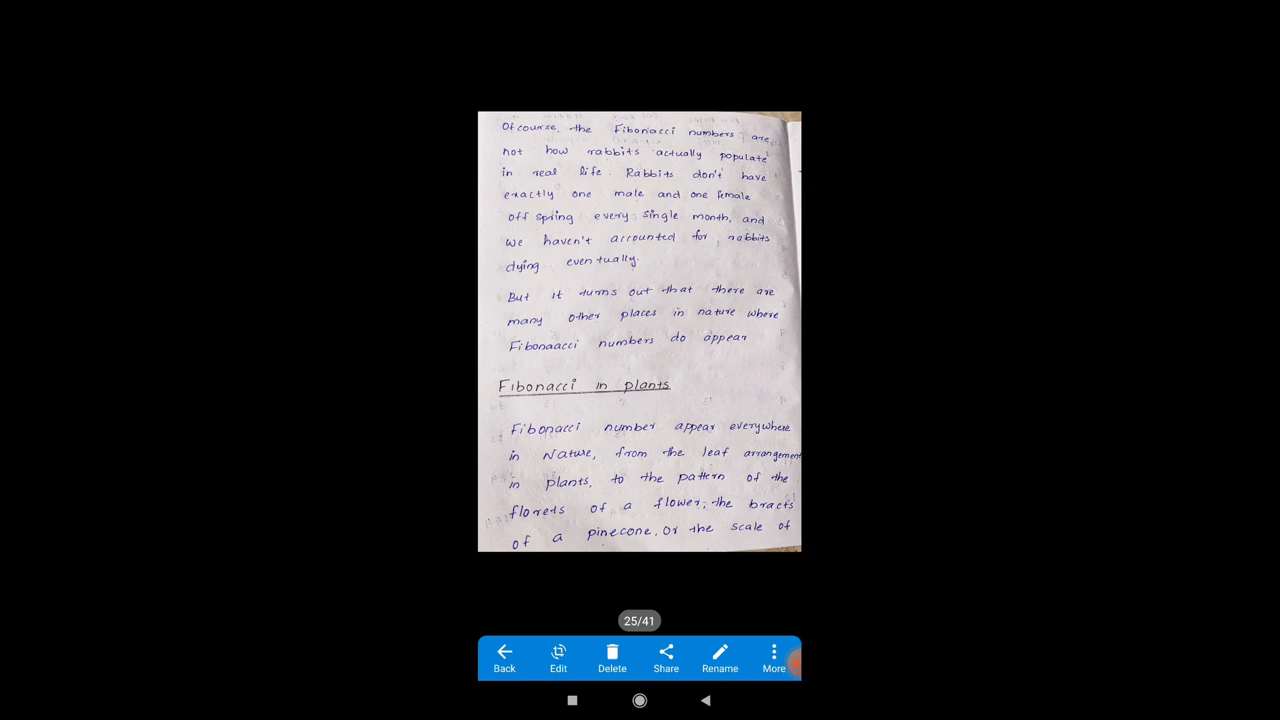 Of course, the Fibonacci numbers are
not how rabbits actually populate
in real life. Rabbits don't have
exactly one male and one female
off spring every single month, and
we haven't accounted for rabbits
dying eventually.
But it turns out that there are
many other places in nature where
Fibonaacci numbers do appear
Fibonacci in plants
Fibonacci number appear everywhere
in Nature, from the leaf arrangement
in plants, to the pattern of the
florets of a flower, the bracts
of a pinecone, or the scale of
25/41
Back Edit Delete Share Rename More